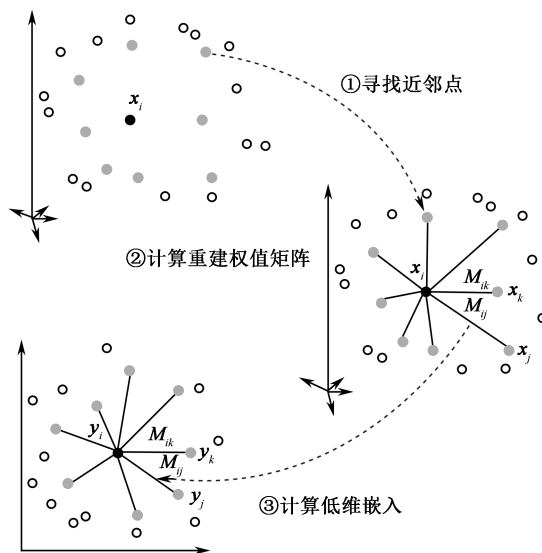 ①寻找近邻点
x_i
②计算重建权值矩阵
x_i
M_ik
x_k
M_ij
x_j
y_i
M_ik
y_k
M_ij
y_j
③计算低维嵌入